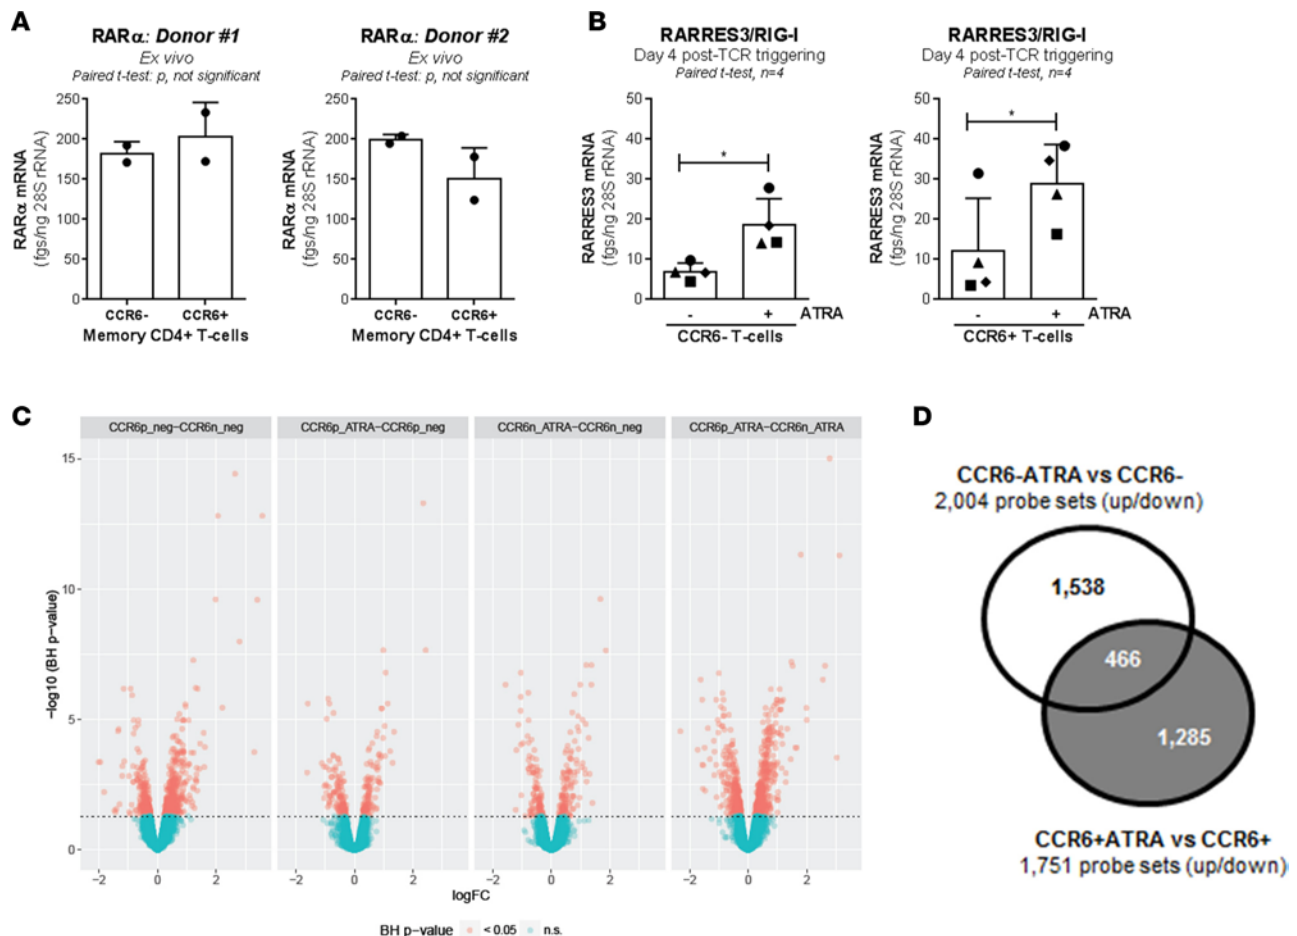 A
RARα: Donor #1
Ex vivo
Paired t-test: p, not significant
RARα mRNA
(fgs/ng 28S rRNA)
250
200
150
100
50
0
CCR6-
CCR6+
Memory CD4+ T-cells
RARα: Donor #2
Ex vivo
Paired t-test: p, not significant
RARα mRNA
(fgs/ng 28S rRNA)
250
200
150
100
50
0
CCR6-
CCR6+
Memory CD4+ T-cells
B
RARRES3/RIG-I
Day 4 post-TCR triggering
Paired t-test, n=4
RARRES3 mRNA
(fgs/ng 28S rRNA)
50
40
30
20
10
0
*
- + ATRA
CCR6- T-cells
RARRES3/RIG-I
Day 4 post-TCR triggering
Paired t-test, n=4
RARRES3 mRNA
(fgs/ng 28S rRNA)
50
40
30
20
10
0
*
- + ATRA
CCR6+ T-cells
C
CCR6p_neg-CCR6n_neg
CCR6p_ATRA-CCR6p_neg
CCR6n_ATRA-CCR6n_neg
CCR6p_ATRA-CCR6n_ATRA
-log10 (BH p-value)
15
10
5
0
-2 0 2
-2 0 2
-2 0 2
-2 0 2
logFC
BH p-value < 0.05 n.s.
D
CCR6-ATRA vs CCR6-
2,004 probe sets (up/down)
1,538
466
1,285
CCR6+ATRA vs CCR6+
1,751 probe sets (up/down)